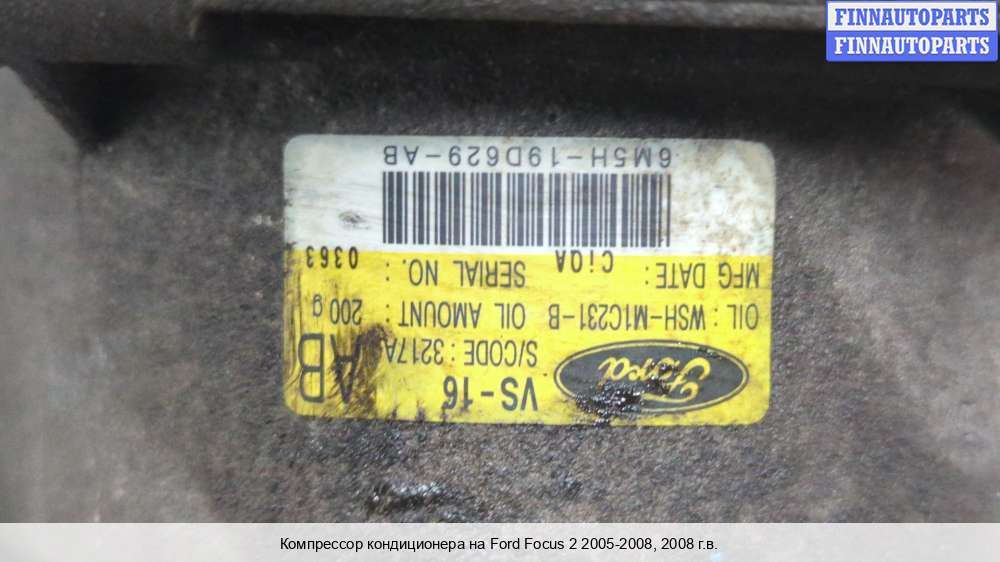 FINNAUTOPARTS
FINNAUTOPARTS
Ford
VS-16
AB
S/CODE: 3217A
OIL: WSH-M1C231-B OIL AMOUNT: 200 g
MFG DATE: CiQA SERIAL NO.: 0363
6M5H-19D629-AB
Компрессор кондиционера на Ford Focus 2 2005-2008, 2008 г.в.